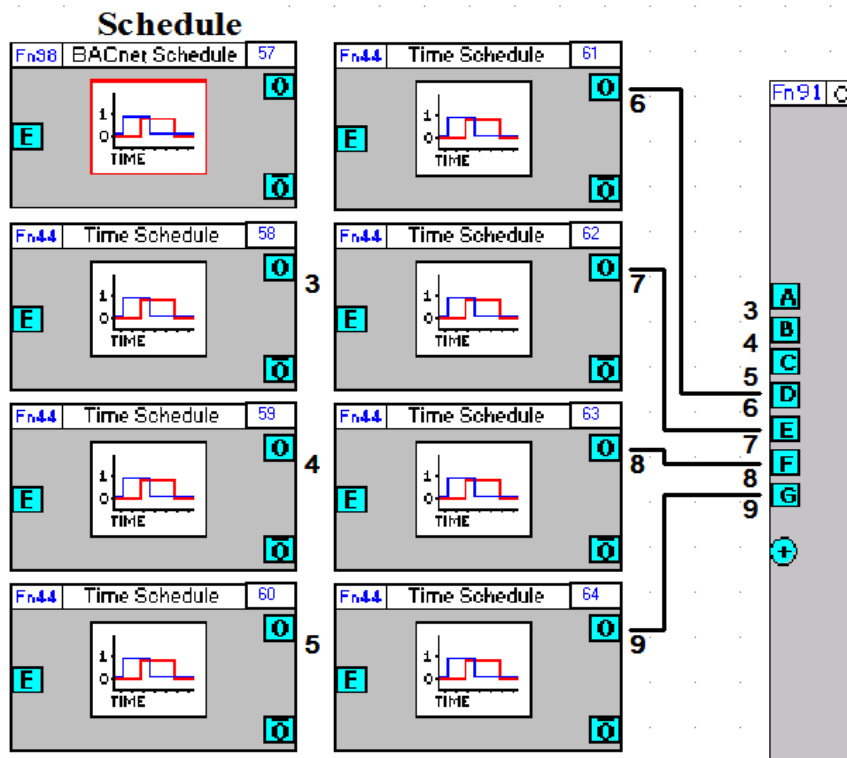 Schedule
Fn98 BACnet Schedule 57
O
E
1
0
TIME
O
Fn44 Time Schedule 61
O
6
E
1
0
TIME
O
Fn91
Fn44 Time Schedule 58
O
3
E
1
0
TIME
O
Fn44 Time Schedule 62
O
7
E
1
0
TIME
O
Fn44 Time Schedule 59
O
4
E
1
0
TIME
O
Fn44 Time Schedule 63
O
8
E
1
0
TIME
O
Fn44 Time Schedule 60
O
5
E
1
0
TIME
O
Fn44 Time Schedule 64
O
9
E
1
0
TIME
O
A
3
B
4
C
5
D
6
E
7
F
8
G
9
+